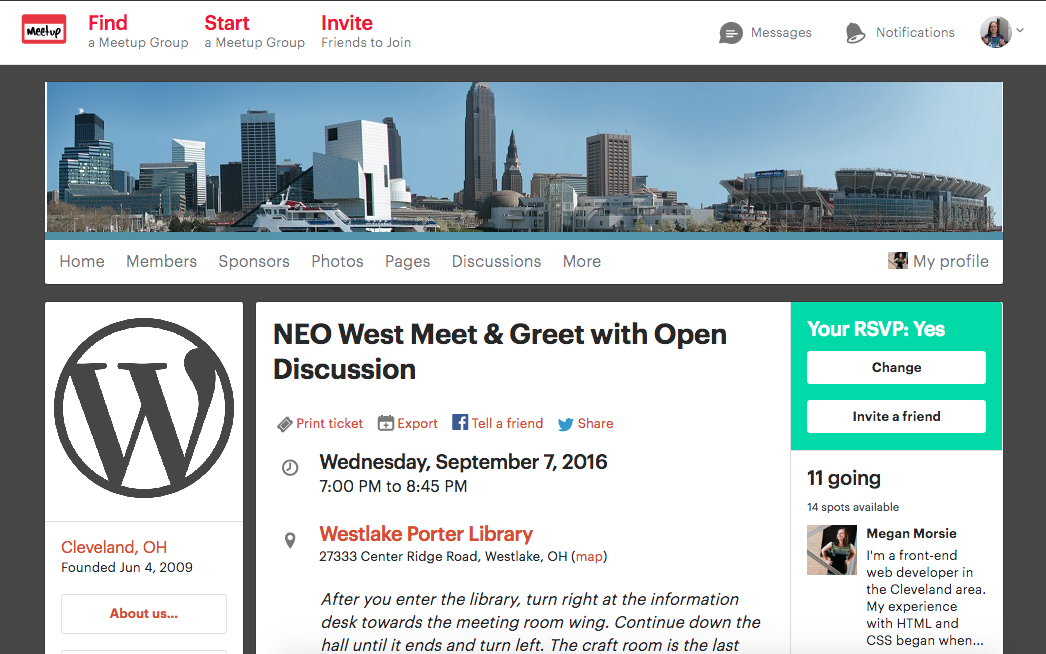 Meetup
Find
a Meetup Group
Start
a Meetup Group
Invite
Friends to Join
Messages
Notifications
Home Members Sponsors Photos Pages Discussions More
My profile
W
Cleveland, OH
Founded Jun 4, 2009
About us...
NEO West Meet & Greet with Open
Discussion
Print ticket Export Tell a friend Share
Wednesday, September 7, 2016
7:00 PM to 8:45 PM
Westlake Porter Library
27333 Center Ridge Road, Westlake, OH (map)
After you enter the library, turn right at the information
desk towards the meeting room wing. Continue down the
hall until it ends and turn left. The craft room is the last
Your RSVP: Yes
Change
Invite a friend
11 going
14 spots available
Megan Morsie
I'm a front-end
web developer in
the Cleveland area.
My experience
with HTML and
CSS began when...